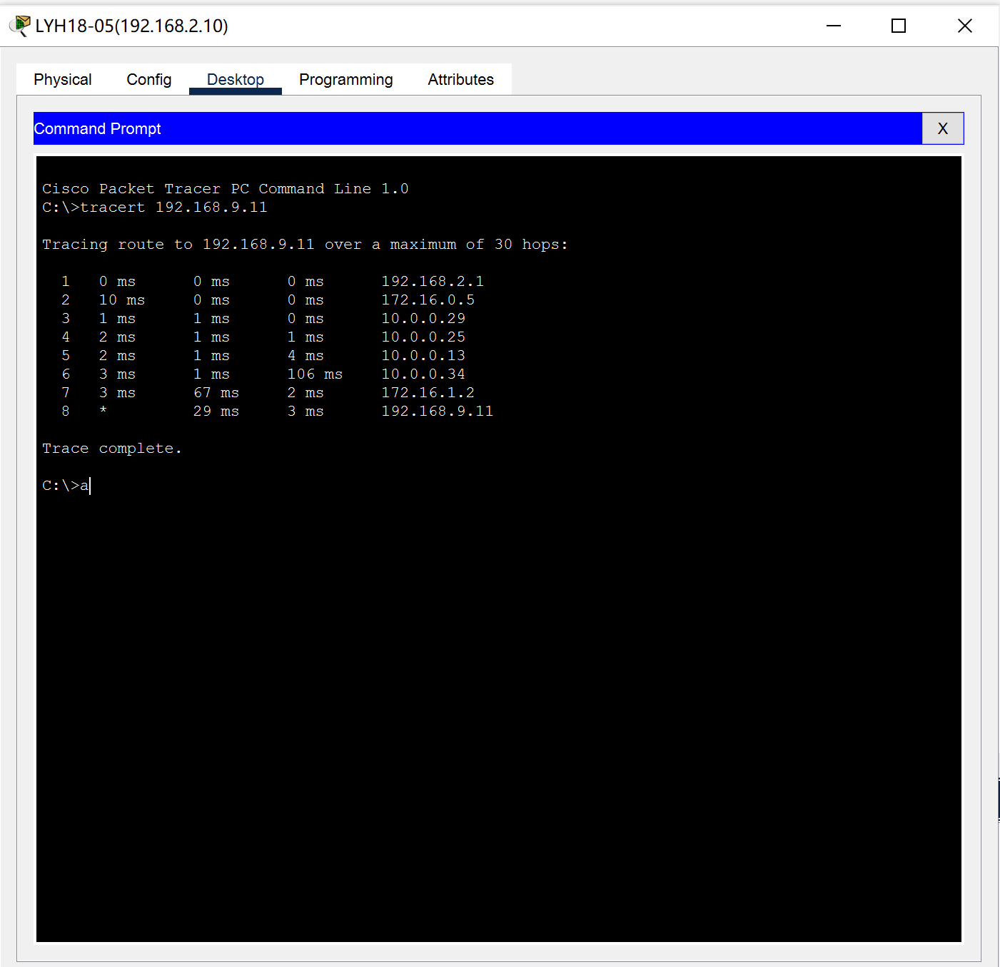 LYH18-05(192.168.2.10)
Physical Config Desktop Programming Attributes
Command Prompt X
Cisco Packet Tracer PC Command Line 1.0
C:\>tracert 192.168.9.11
Tracing route to 192.168.9.11 over a maximum of 30 hops:
1 0 ms 0 ms 0 ms 192.168.2.1
2 10 ms 0 ms 0 ms 172.16.0.5
3 1 ms 1 ms 0 ms 10.0.0.29
4 2 ms 1 ms 1 ms 10.0.0.25
5 2 ms 1 ms 4 ms 10.0.0.13
6 3 ms 1 ms 106 ms 10.0.0.34
7 3 ms 67 ms 2 ms 172.16.1.2
8 * 29 ms 3 ms 192.168.9.11
Trace complete.
C:\>a